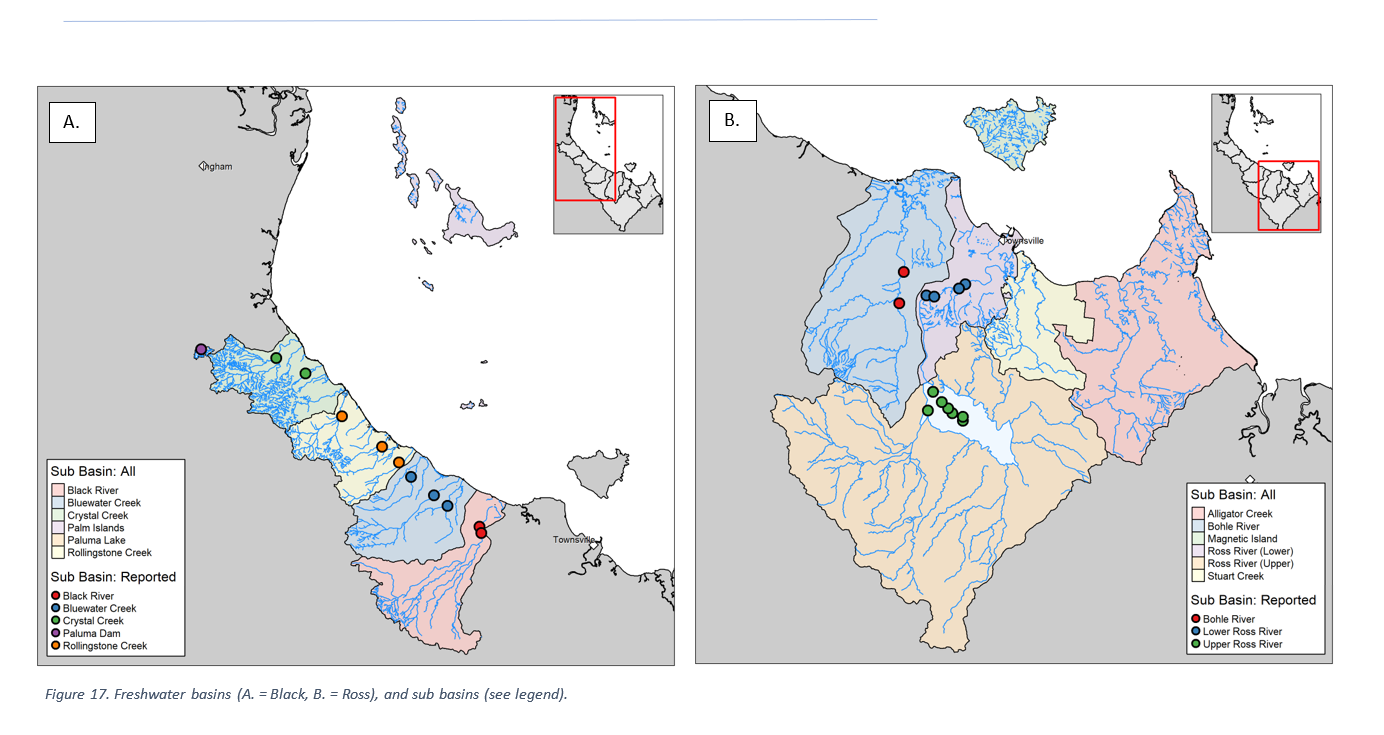 A.
Ingham
Townsville
Sub Basin: All
Black River
Bluewater Creek
Crystal Creek
Palm Islands
Paluma Lake
Rollingstone Creek
Sub Basin: Reported
Black River
Bluewater Creek
Crystal Creek
Paluma Dam
Rollingstone Creek
B.
Townsville
Sub Basin: All
Alligator Creek
Bohle River
Magnetic Island
Ross River (Lower)
Ross River (Upper)
Stuart Creek
Sub Basin: Reported
Bohle River
Lower Ross River
Upper Ross River
Figure 17. Freshwater basins (A. = Black, B. = Ross), and sub basins (see legend).